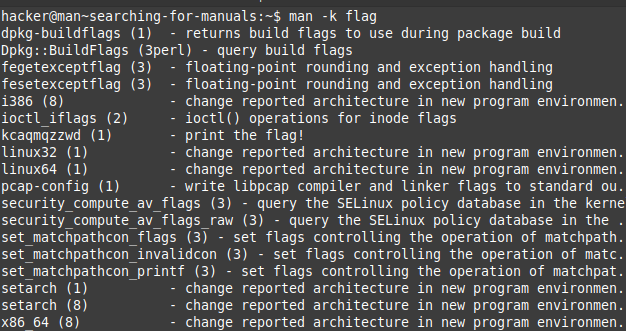 hacker@man~searching-for-manuals:~$ man -k flag
dpkg-buildflags (1) - returns build flags to use during package build
Dpkg::BuildFlags (3perl) - query build flags
fegetexceptflag (3) - floating-point rounding and exception handling
fesetexceptflag (3) - floating-point rounding and exception handling
i386 (8) - change reported architecture in new program environmen.
ioctl_iflags (2) - ioctl() operations for inode flags
kcaqmqzzwd (1) - print the flag!
linux32 (1) - change reported architecture in new program environmen.
linux64 (1) - change reported architecture in new program environmen.
pcap-config (1) - write libpcap compiler and linker flags to standard ou.
security_compute_av_flags (3) - query the SELinux policy database in the kerne
security_compute_av_flags_raw (3) - query the SELinux policy database in the .
set_matchpathcon_flags (3) - set flags controlling the operation of matchpath.
set_matchpathcon_invalidcon (3) - set flags controlling the operation of matc.
set_matchpathcon_printf (3) - set flags controlling the operation of matchpat.
setarch (1) - change reported architecture in new program environmen.
setarch (8) - change reported architecture in new program environmen.
x86_64 (8) - change reported architecture in new program environmen.